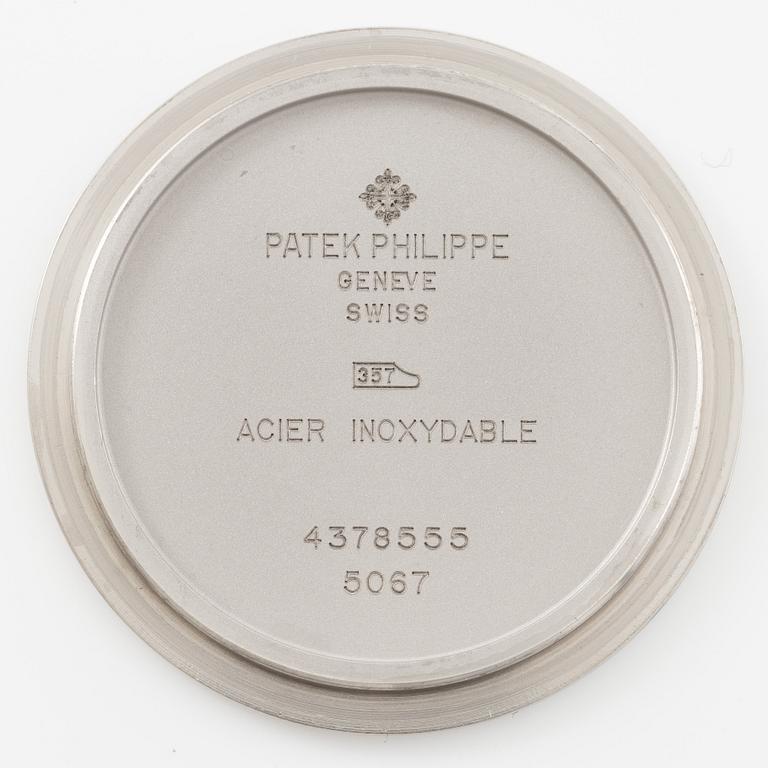 PATEK PHILIPPE
GENEVE
SWISS
357
ACIER INOXYDABLE
4378555
5067